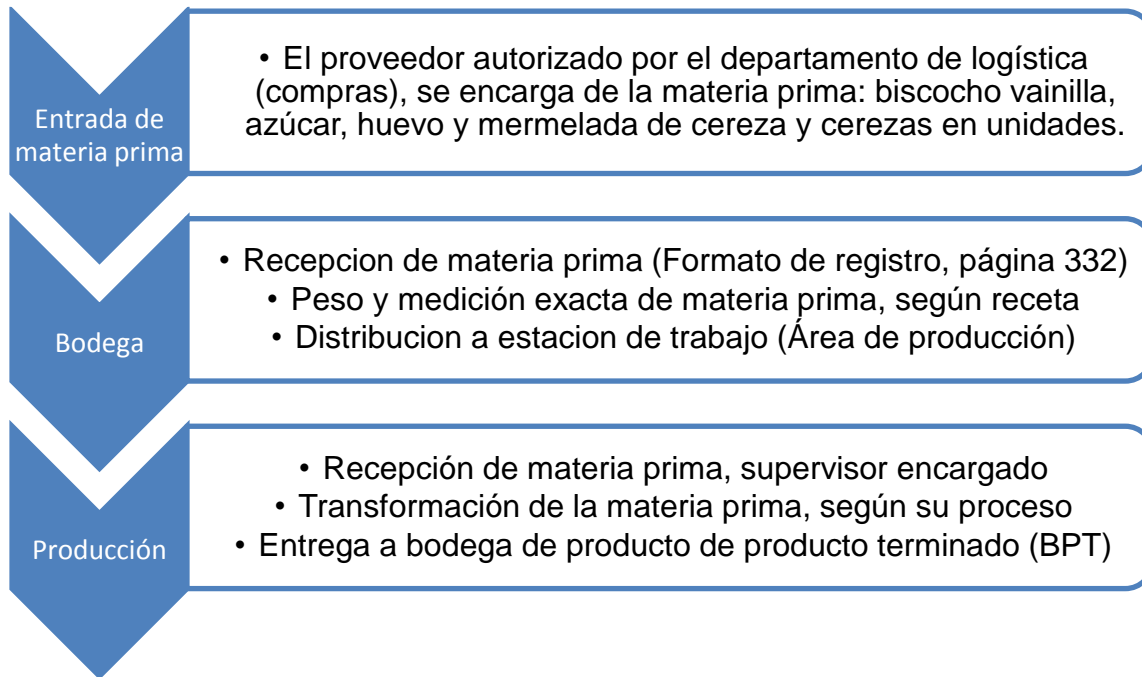 Entrada de
materia prima
• El proveedor autorizado por el departamento de logística
(compras), se encarga de la materia prima: biscocho vainilla,
azúcar, huevo y mermelada de cereza y cerezas en unidades.
Bodega
• Recepcion de materia prima (Formato de registro, página 332)
• Peso y medición exacta de materia prima, según receta
• Distribucion a estacion de trabajo (Área de producción)
Producción
• Recepción de materia prima, supervisor encargado
• Transformación de la materia prima, según su proceso
• Entrega a bodega de producto de producto terminado (BPT)